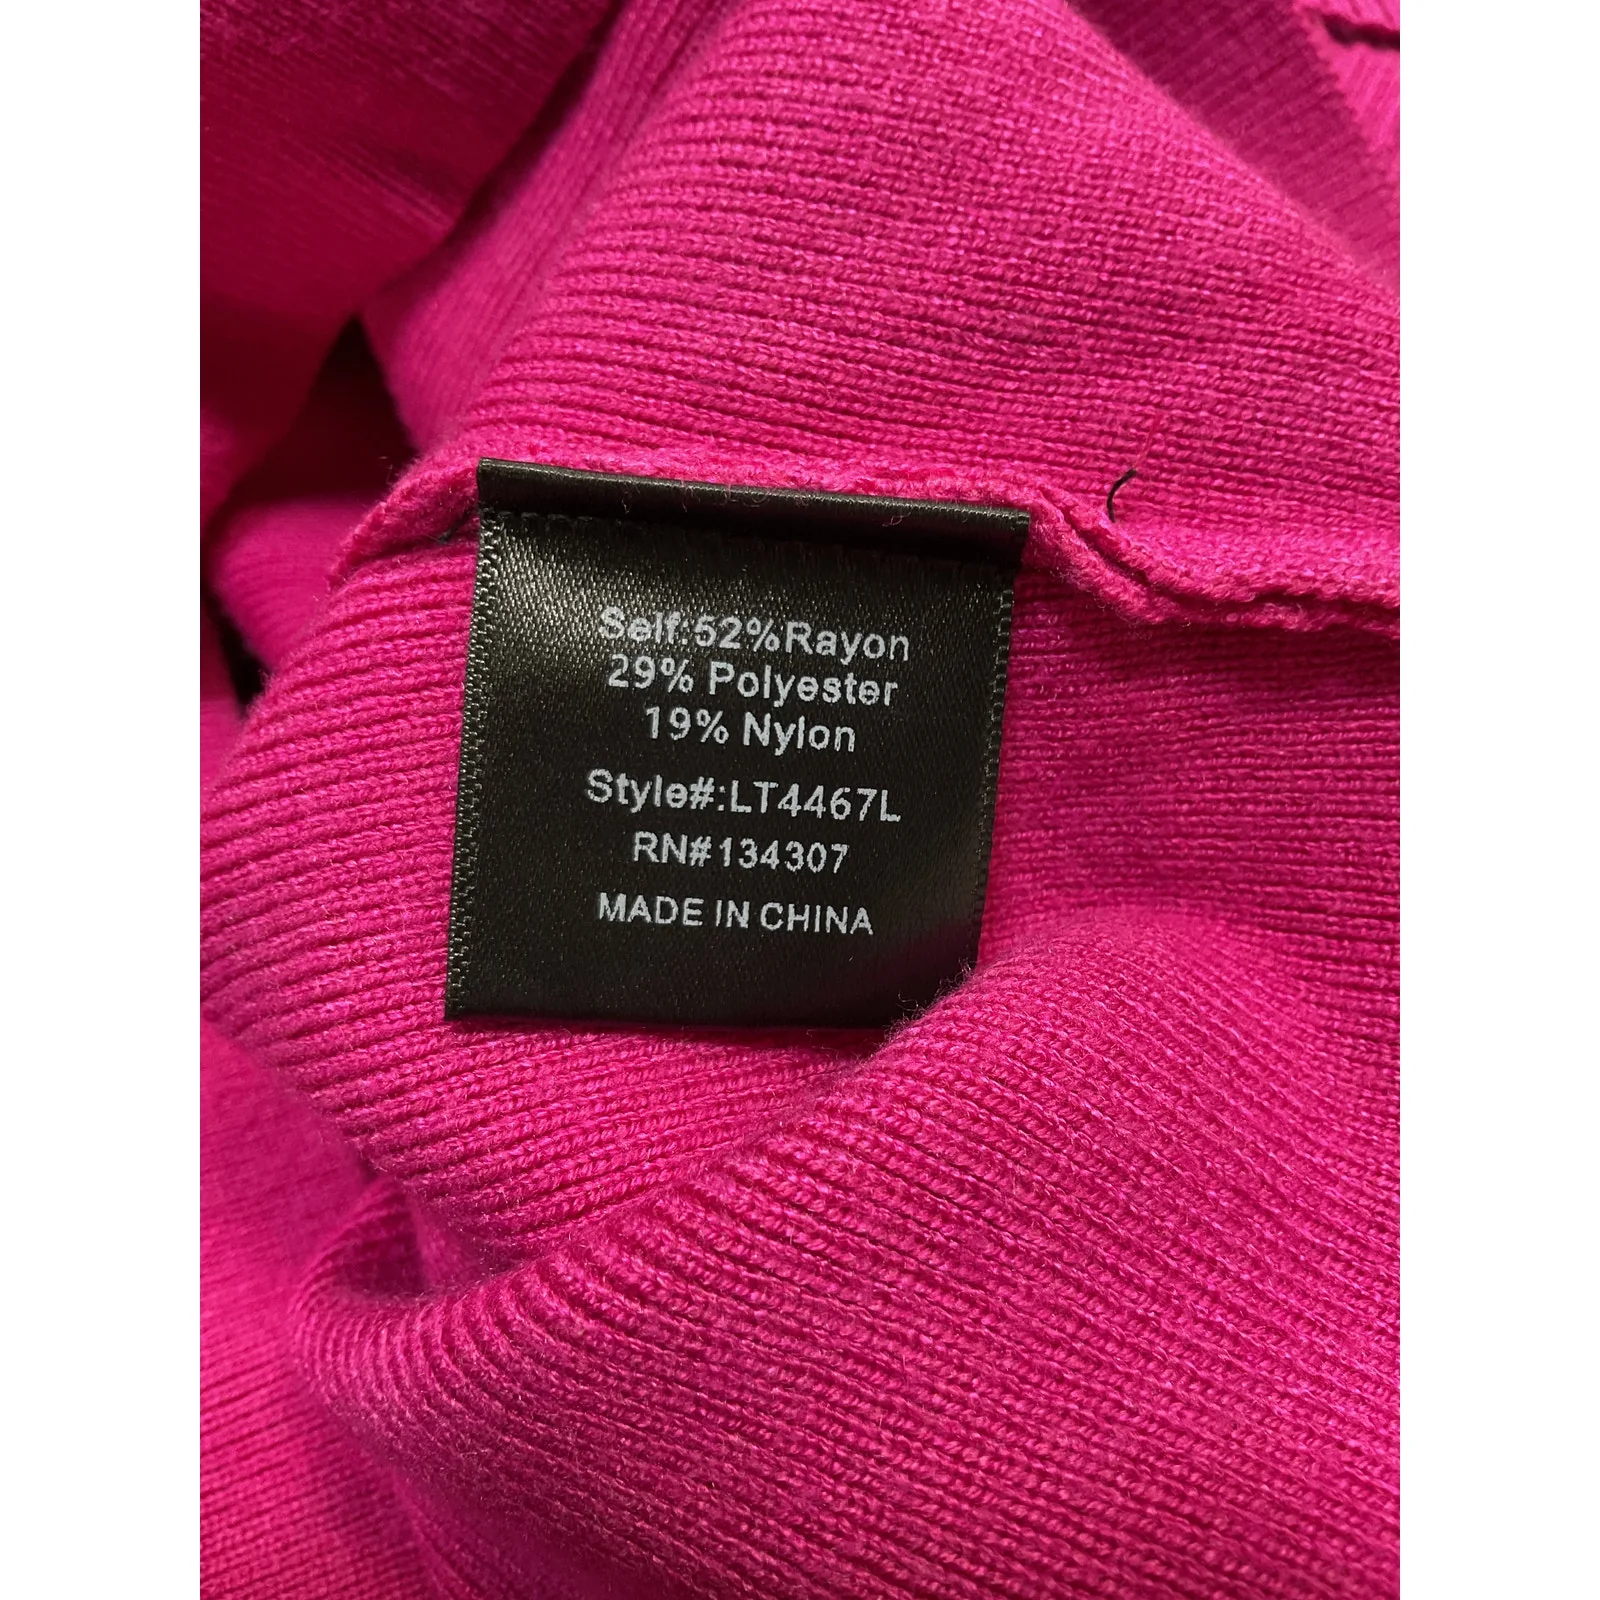 Self:52%Rayon
29% Polyester
19% Nylon
Style#:LT4467L
RN#134307
MADE IN CHINA